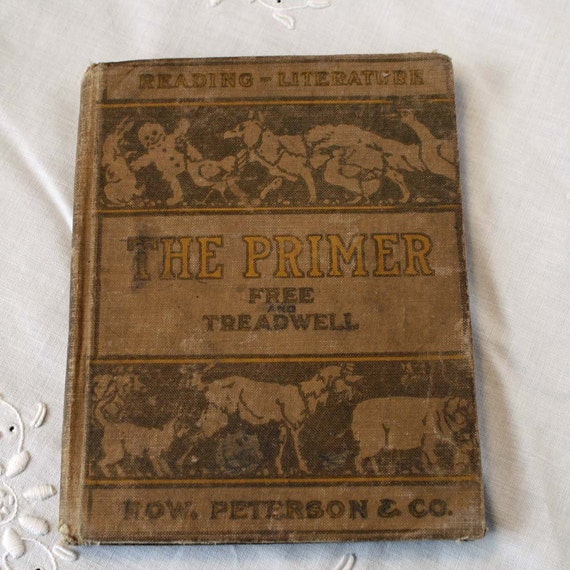 READING - LITERATURE
THE PRIMER
FREE
AND
TREADWELL
ROW. PETERSON & CO.